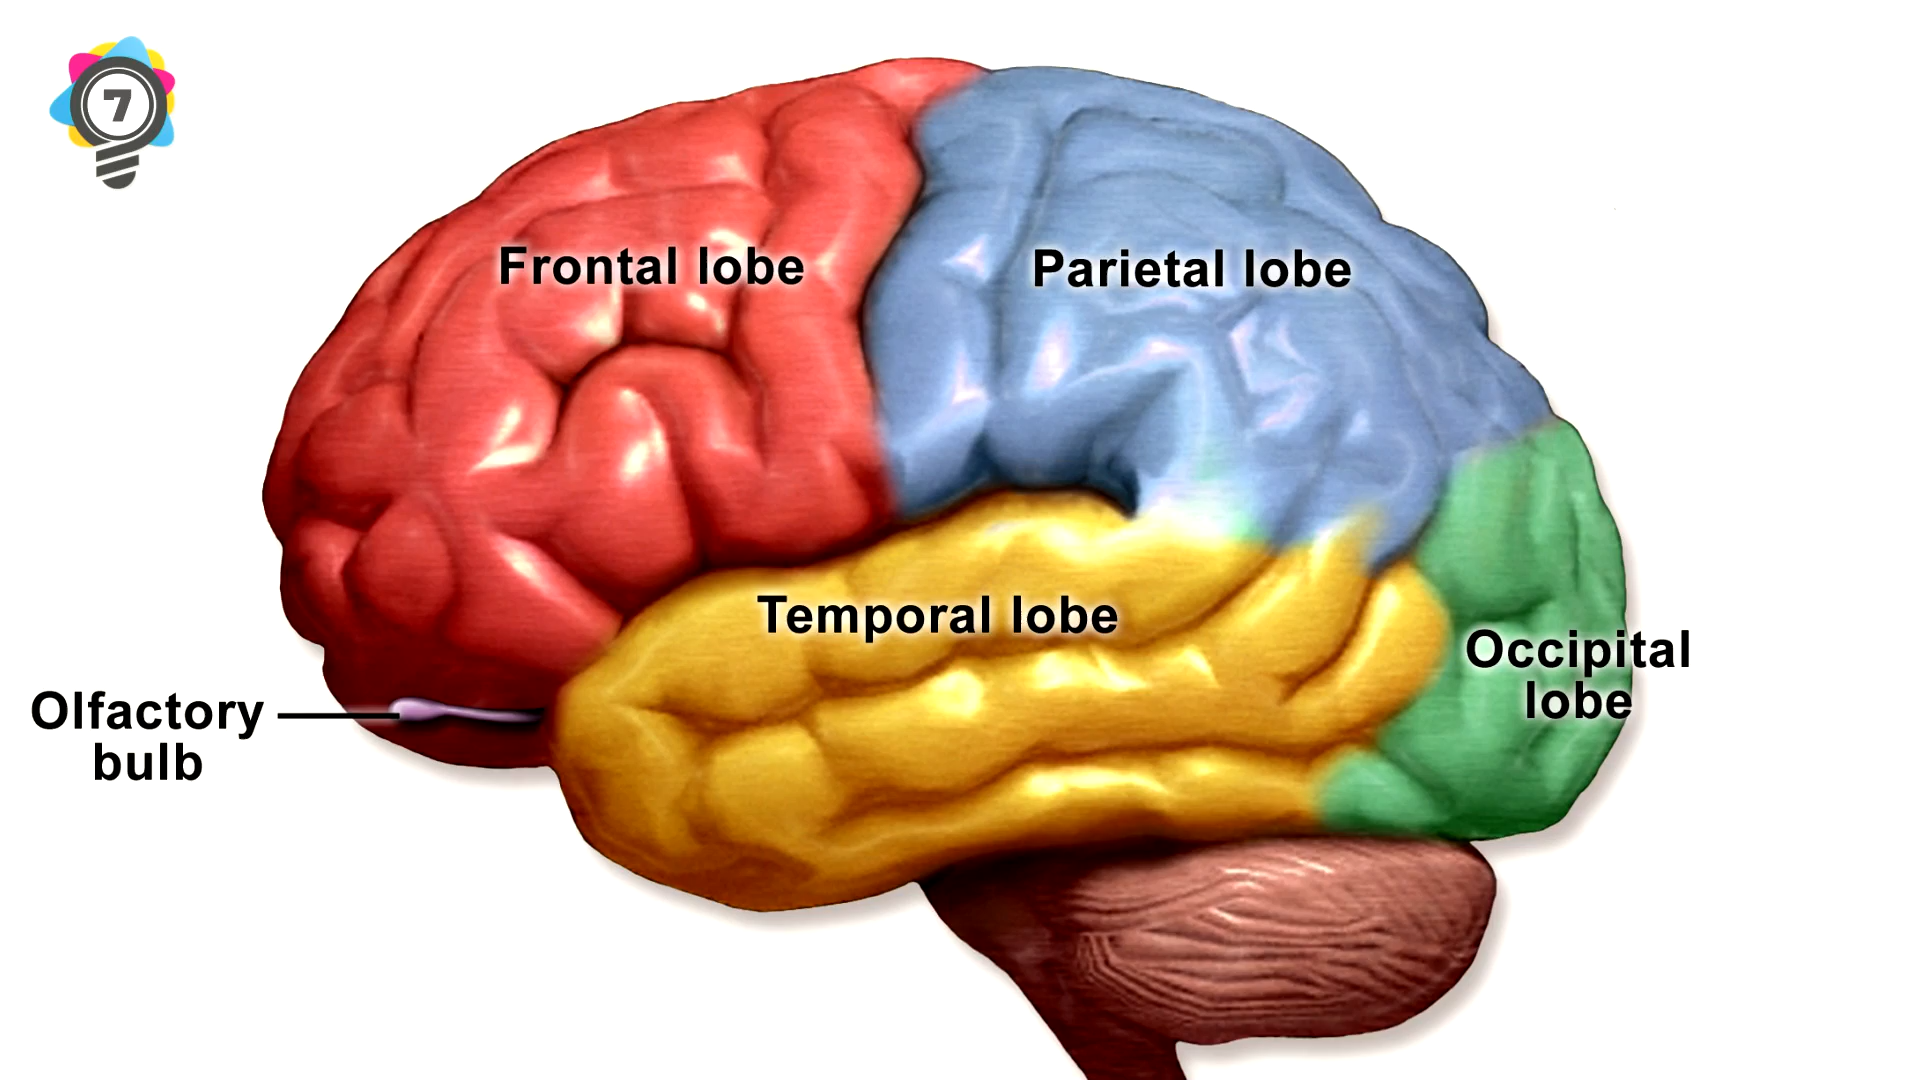 7
Frontal lobe
Parietal lobe
Temporal lobe
Occipital
lobe
Olfactory
bulb